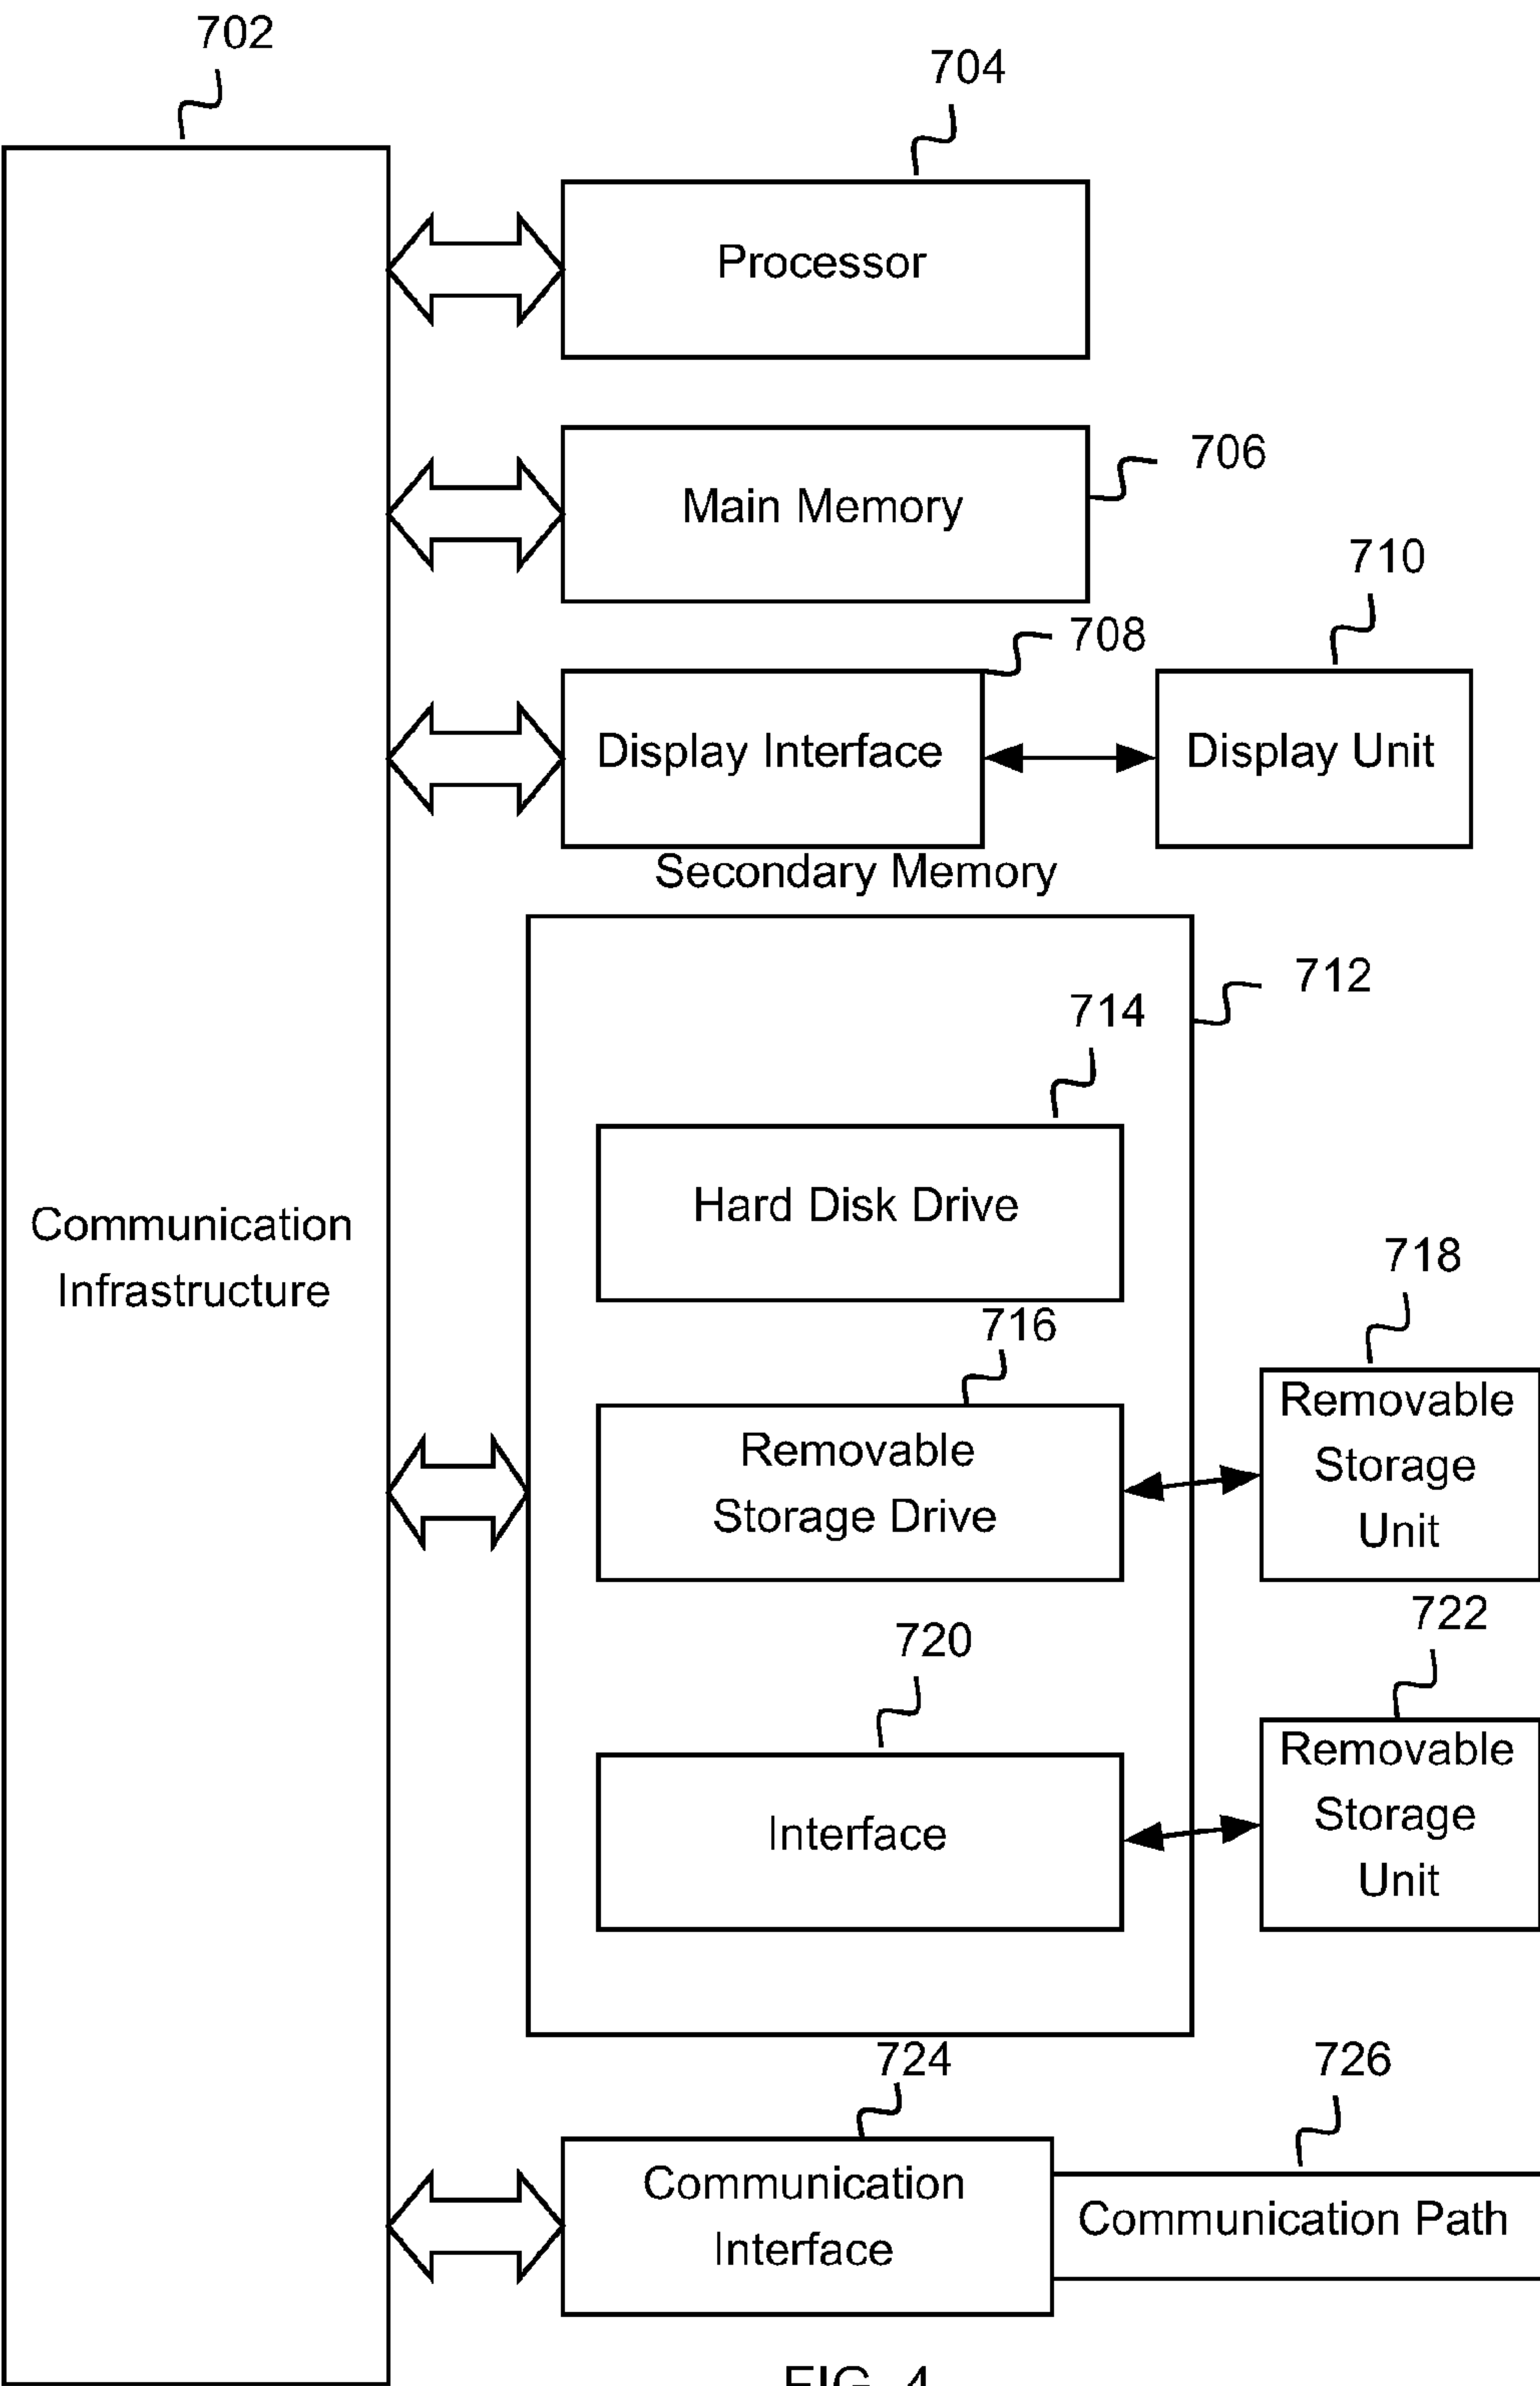 702
704
Processor
706
Main Memory
710
708
Display Interface
Display Unit
Secondary Memory
712
714
Hard Disk Drive
Communication
Infrastructure
718
716
Removable
Storage
Unit
Removable
Storage Drive
722
720
Removable
Storage
Unit
Interface
724
726
Communication
Interface
Communication Path
FIG. 4